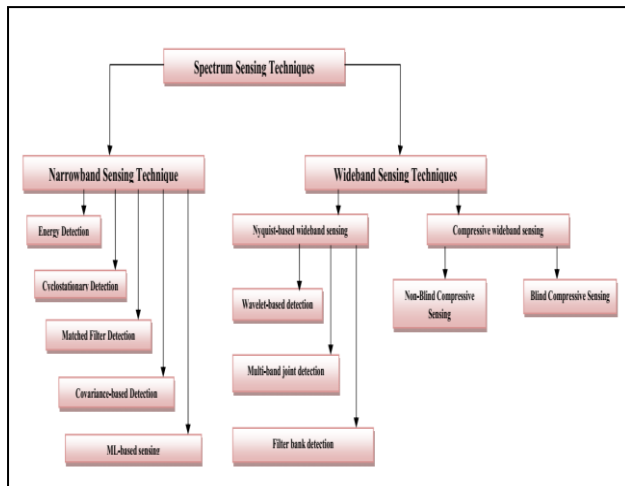 Spectrum Sensing Techniques
Narrowband Sensing Technique
Wideband Sensing Techniques
Energy Detection
Cyclostationary Detection
Matched Filter Detection
Covariance-based Detection
ML-based sensing
Nyquist-based wideband sensing
Compressive wideband sensing
Wavelet-based detection
Multi-band joint detection
Filter bank detection
Non-Blind Compressive
Sensing
Blind Compressive Sensing